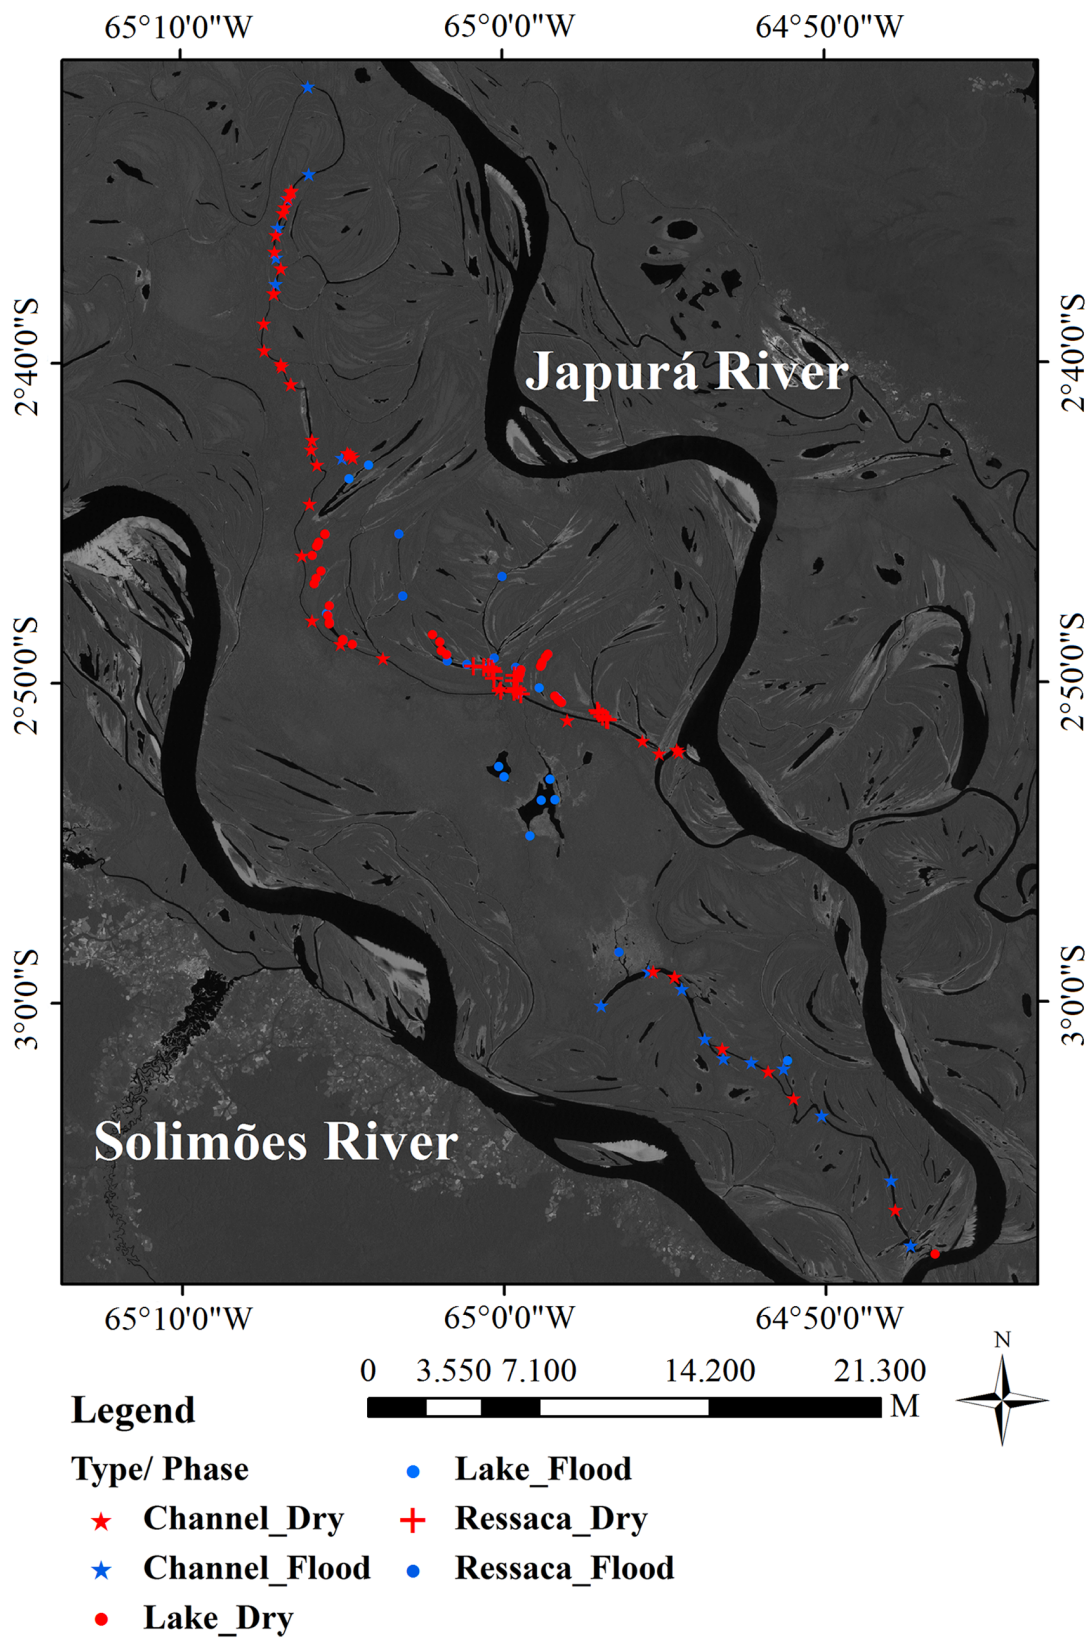 65°10'0"W 65°0'0"W 64°50'0"W
2°40'0"S 2°40'0"S
Japurá River
2°50'0"S 2°50'0"S
3°0'0"S 3°0'0"S
Solimões River
65°10'0"W 65°0'0"W 64°50'0"W
N
0 3.550 7.100 14.200 21.300
M
Legend
Type/ Phase
Lake_Flood
Channel_Dry
Ressaca_Dry
Channel_Flood
Ressaca_Flood
Lake_Dry